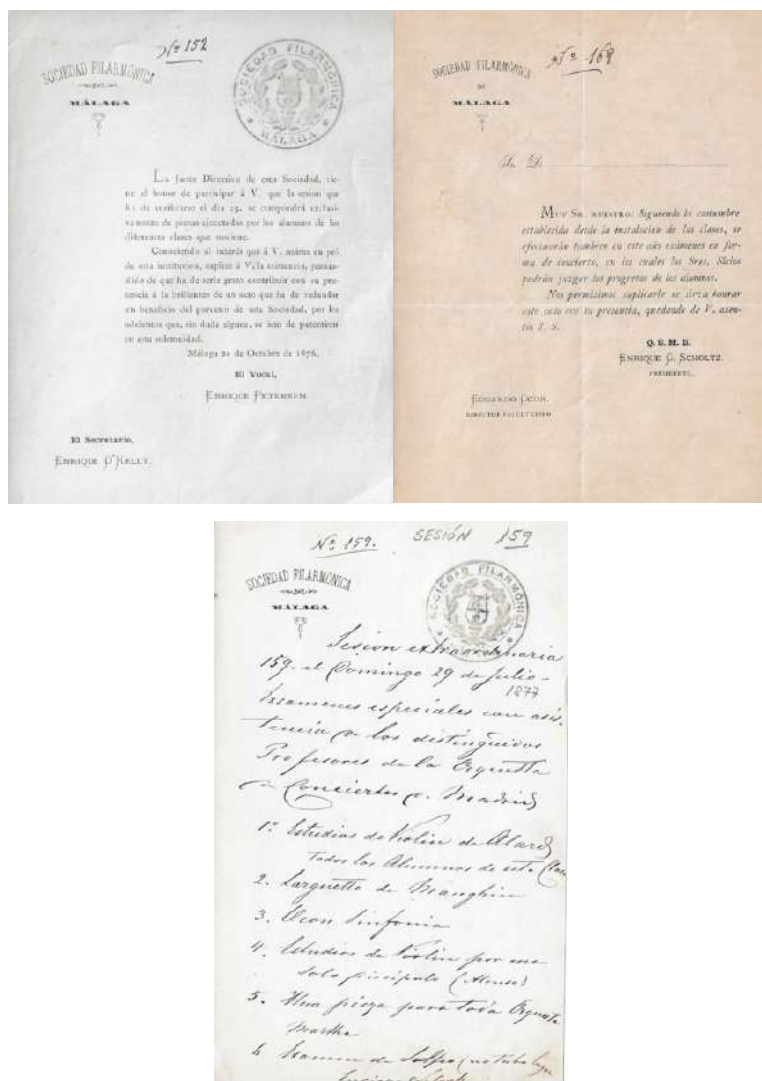 Nº 152
SOCIEDAD FILARMÓNICA
MÁLAGA
SOCIEDAD FILARMÓNICA
* MÁLAGA *
La Junta Directiva de esta Sociedad, tie-
ne el honor de participar á V. que la sesion que
ha de verificarse el dia 25, se compondrá exclusi-
vamente de piezas ejecutadas por los alumnos de las
diferentes clases que sostiene.
Conociendo el interés que á V. anima en pró
de esta institucion, suplico á V. la asistencia, persua-
dido de que ha de serle grato contribuir con su pre-
sencia á la brillantez de un acto que ha de redundar
en beneficio del porvenir de esta Sociedad, por los
adelantos que, sin duda alguna, se han de patentizar
en esta solemnidad.
Málaga 21 de Octubre de 1876.
El Vocal,
ENRIQUE PETERSEN.
El Secretario,
ENRIQUE O'KELLY.
Nº 169
SOCIEDAD FILARMÓNICA
DE
MÁLAGA
Sr. D.
MUY SR. NUESTRO: Siguiendo la costumbre
establecida desde la instalacion de las Clases, se
efectuarán tambien en este año exámenes en for-
ma de concierto, en los cuales los Sres. Sócios
podrán juzgar los progresos de los alumnos.
Nos permitimos suplicarle se sirva honrar
este acto con su presencia, quedando de V. aten-
tos S. S.
Q. S. M. B.
ENRIQUE C. SCHOLTZ.
PRESIDENTE.
EDUARDO OCON.
DIRECTOR FACULTATIVO
Nº 159.
SESIÓN 159
SOCIEDAD FILARMÓNICA
MÁLAGA
SOCIEDAD FILARMÓNICA
Sesion extraordinaria
159. el Domingo 29 de Julio -
1877
Examenes especiales con asis-
tencia de los distinguidos
Profesores de la Orquesta
de Conciertos de Madrid
1º Estudios de Violin de Alard
todos los Alumnos de esta Clase
2. Larguetto de
3. Ocon Sinfonia
4. Estudios de Violin por
solo
5. Una pieza para toda Orquesta
6 Examen de Solfeo (no tubo lugar